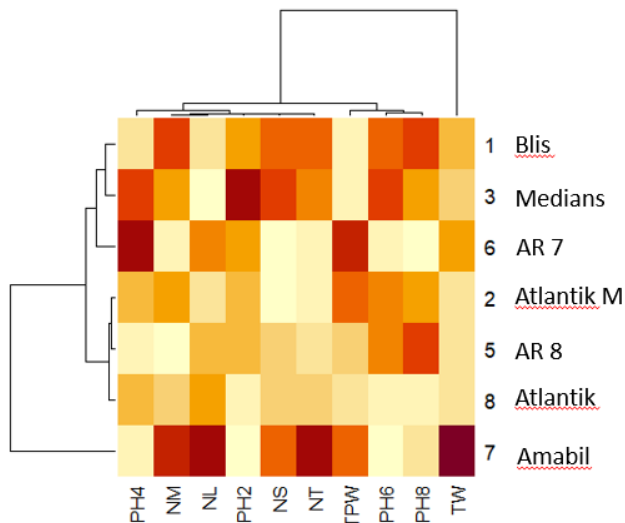 1 Blis
3 Medians
6 AR 7
2 Atlantik M
5 AR 8
8 Atlantik
7 Amabil
PH4 NM NL PH2 NS NT TPW PH6 PH8 TW